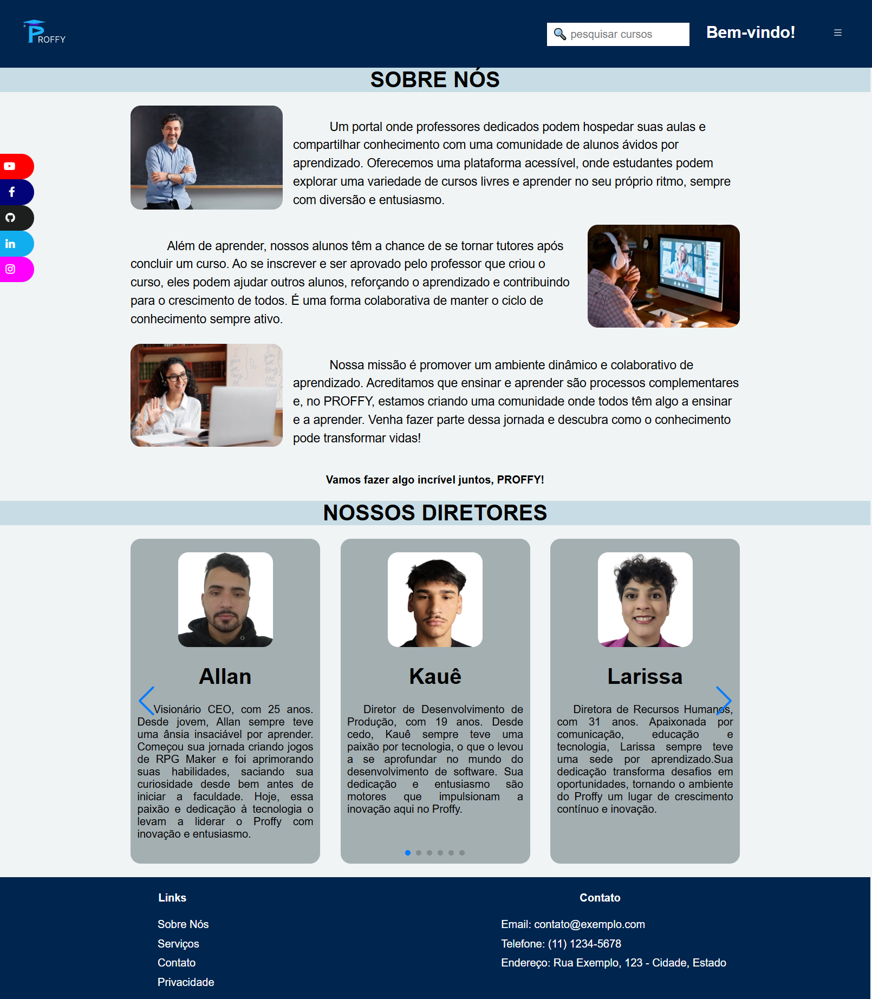 PROFFY
pesquisar cursos
Bem-vindo!
SOBRE NÓS
Um portal onde professores dedicados podem hospedar suas aulas e
compartilhar conhecimento com uma comunidade de alunos ávidos por
aprendizado. Oferecemos uma plataforma acessível, onde estudantes podem
explorar uma variedade de cursos livres e aprender no seu próprio ritmo, sempre
com diversão e entusiasmo.
Além de aprender, nossos alunos têm a chance de se tornar tutores após
concluir um curso. Ao se inscrever e ser aprovado pelo professor que criou o
curso, eles podem ajudar outros alunos, reforçando o aprendizado e contribuindo
para o crescimento de todos. É uma forma colaborativa de manter o ciclo de
conhecimento sempre ativo.
Nossa missão é promover um ambiente dinâmico e colaborativo de
aprendizado. Acreditamos que ensinar e aprender são processos complementares
e, no PROFFY, estamos criando uma comunidade onde todos têm algo a ensinar
e a aprender. Venha fazer parte dessa jornada e descubra como o conhecimento
pode transformar vidas!
Vamos fazer algo incrível juntos, PROFFY!
NOSSOS DIRETORES
Allan
Visionário CEO, com 25 anos.
Desde jovem, Allan sempre teve
uma ânsia insaciável por aprender.
Começou sua jornada criando jogos
de RPG Maker e foi aprimorando
suas habilidades, saciando sua
curiosidade desde bem antes de
iniciar a faculdade. Hoje, essa
paixão e dedicação à tecnologia o
levam a liderar o Proffy com
inovação e entusiasmo.
Kauê
Diretor de Desenvolvimento de
Produção, com 19 anos. Desde
cedo, Kauê sempre teve uma
paixão por tecnologia, o que o levou
a se aprofundar no mundo do
desenvolvimento de software. Sua
dedicação e entusiasmo são
motores que impulsionam a
inovação aqui no Proffy.
Larissa
Diretora de Recursos Humanos,
com 31 anos. Apaixonada por
comunicação, educação e
tecnologia, Larissa sempre teve
uma sede por aprendizado.Sua
dedicação transforma desafios em
oportunidades, tornando o ambiente
do Proffy um lugar de crescimento
contínuo e inovação.
Links
Sobre Nós
Serviços
Contato
Privacidade
Contato
Email: contato@exemplo.com
Telefone: (11) 1234-5678
Endereço: Rua Exemplo, 123 - Cidade, Estado